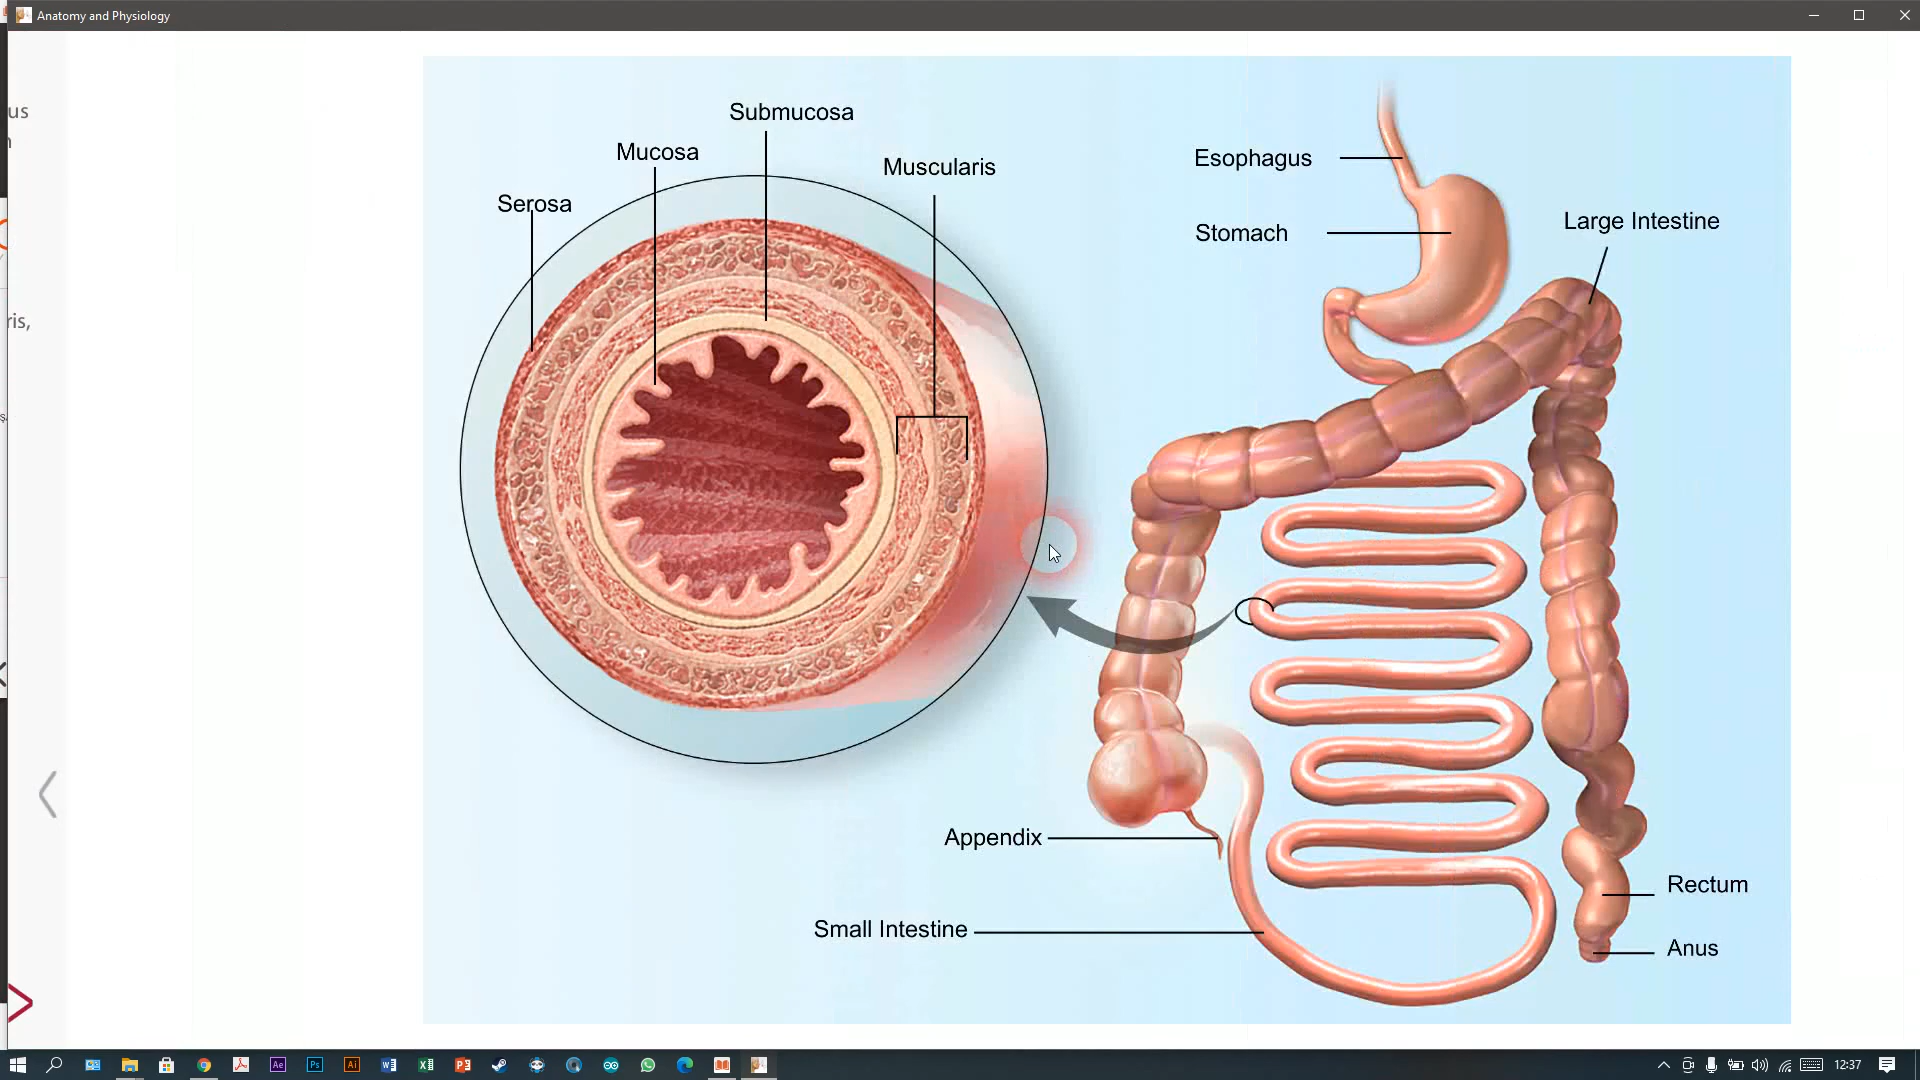 Anatomy and Physiology
us
ris,
Submucosa
Mucosa
Muscularis
Serosa
Esophagus
Stomach
Large Intestine
Appendix
Small Intestine
Rectum
Anus
12:37